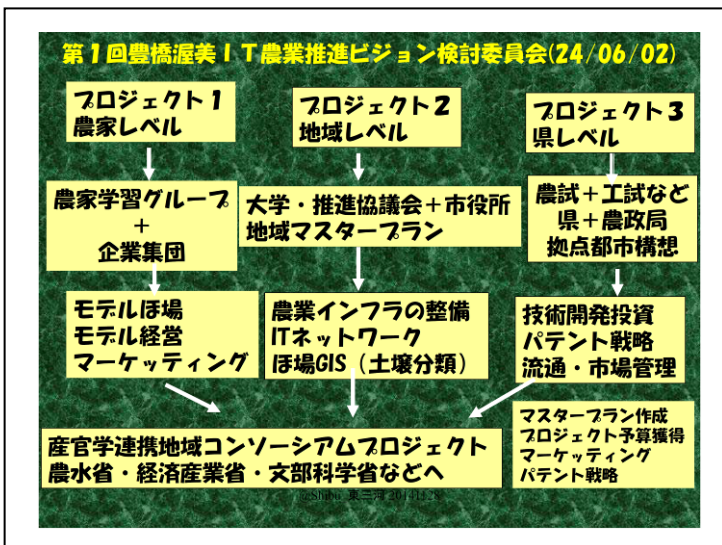 第1回豊橋渥美IT農業推進ビジョン検討委員会(24/06/02)
プロジェクト1
農家レベル
プロジェクト2
地域レベル
プロジェクト3
県レベル
農家学習グループ
+
企業集団
大学・推進協議会+市役所
地域マスタープラン
農試+工試など
県+農政局
拠点都市構想
モデルほ場
モデル経営
マーケッティング
農業インフラの整備
ITネットワーク
ほ場GIS(土壌分類)
技術開発投資
パテント戦略
流通・市場管理
産官学連携地域コンソーシアムプロジェクト
農水省・経済産業省・文部科学省などへ
マスタープラン作成
プロジェクト予算獲得
マーケッティング
パテント戦略
東三河 20141128